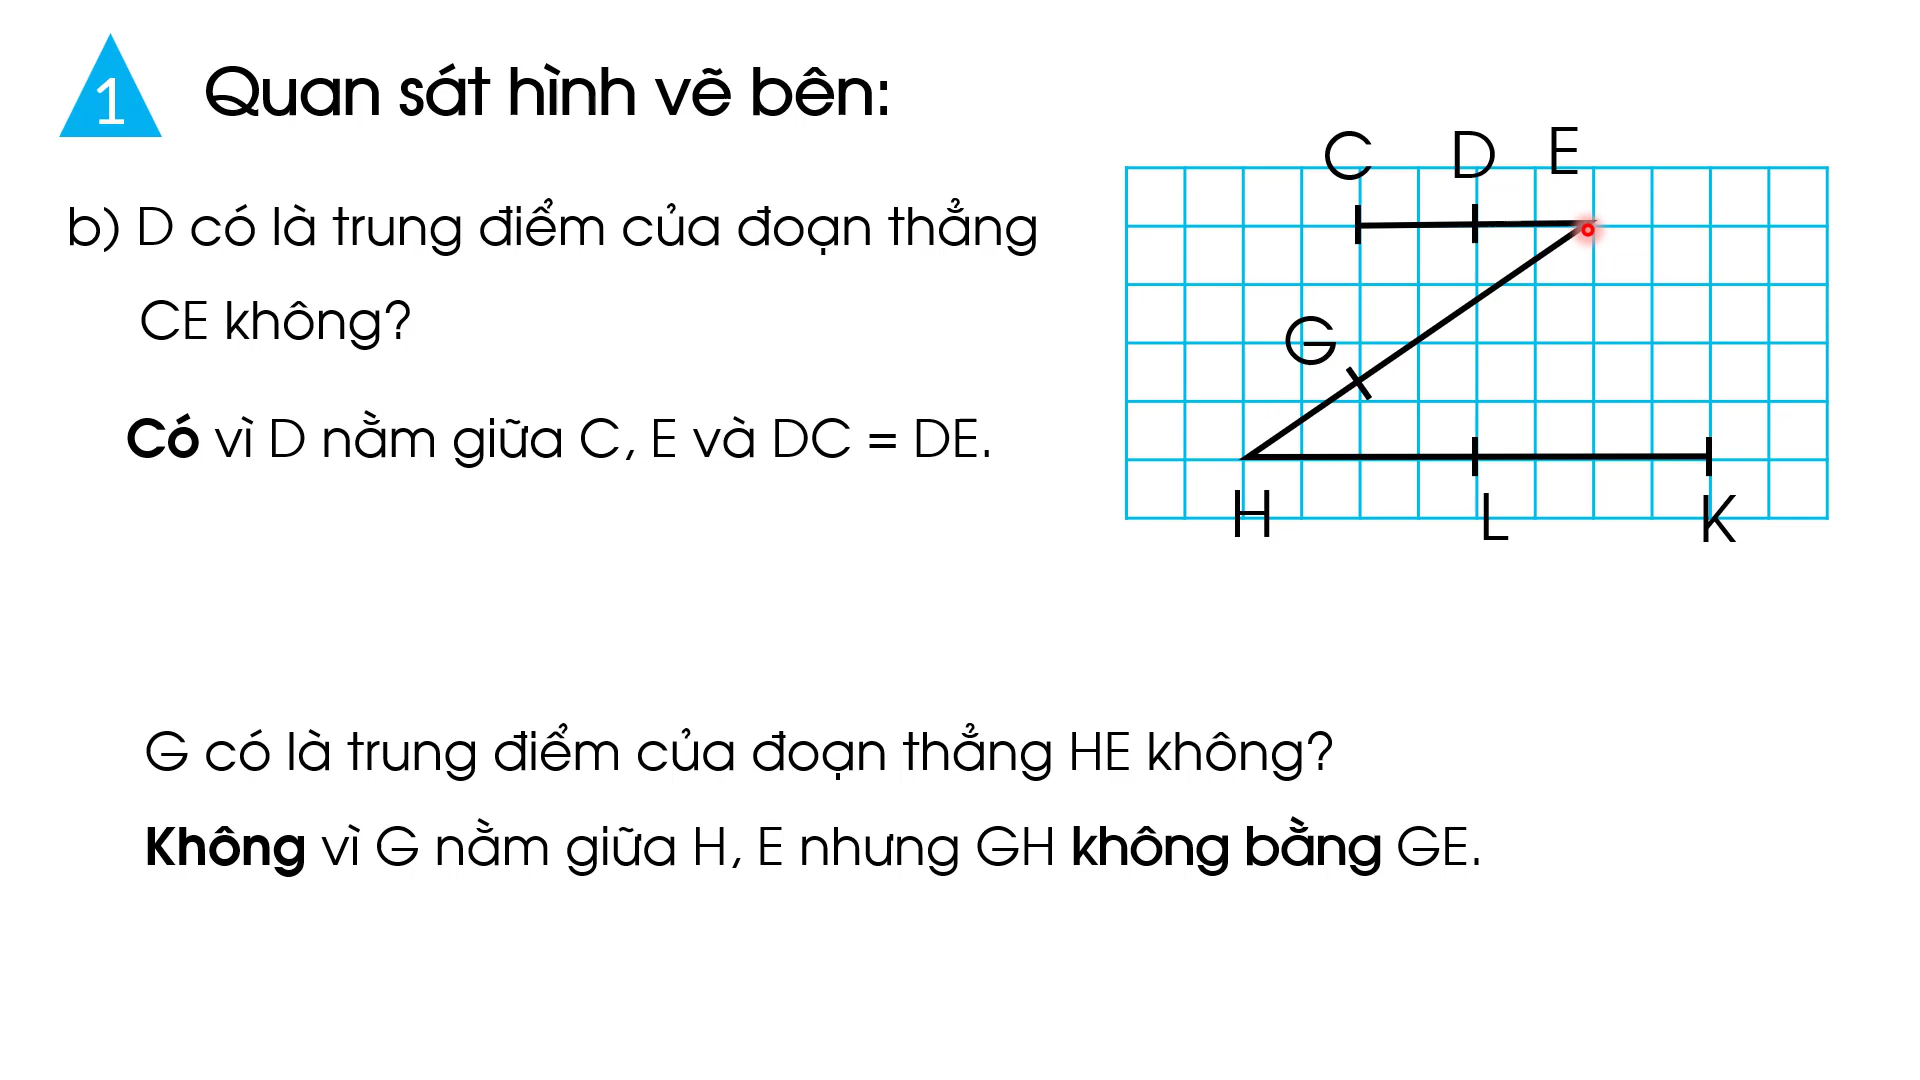 1 Quan sát hình vẽ bên:
C D E
b) D có là trung điểm của đoạn thẳng
CE không?
G
Có vì D nằm giữa C, E và DC = DE.
H L K
G có là trung điểm của đoạn thẳng HE không?
Không vì G nằm giữa H, E nhưng GH không bằng GE.